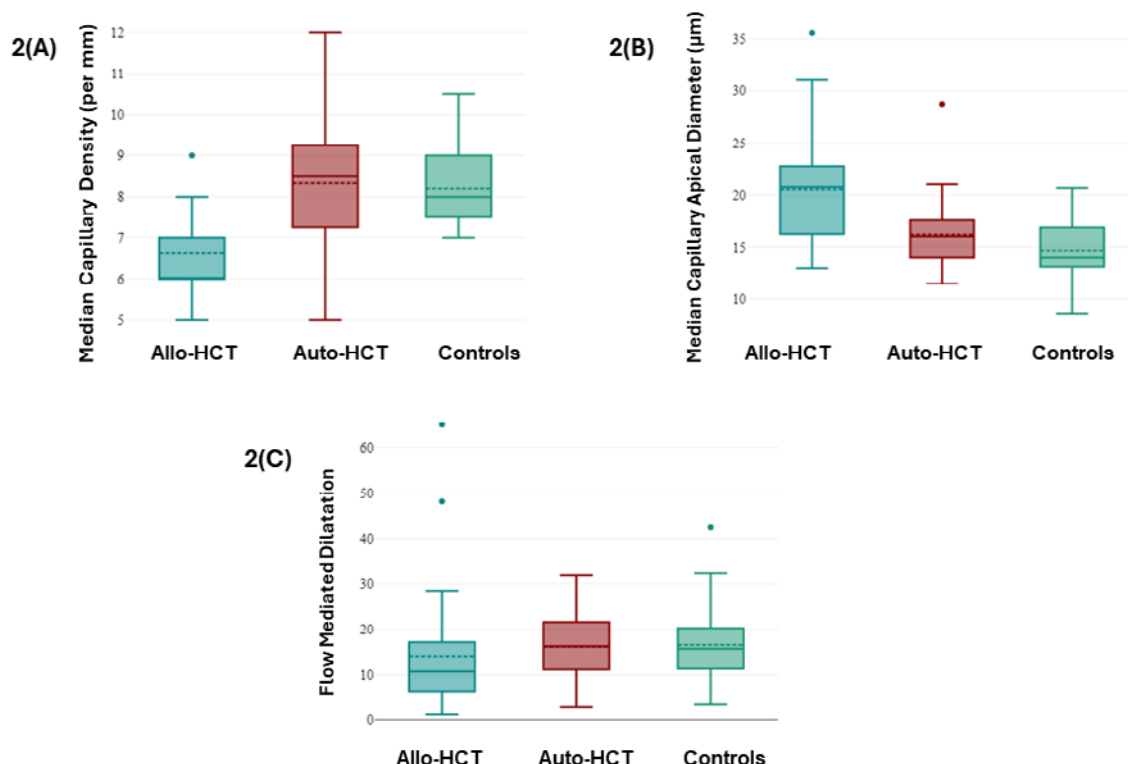 2(A)
Median Capillary Density (per mm)
12
11
10
9
8
7
6
5
Allo-HCT Auto-HCT Controls
2(B)
Median Capillary Apical Diameter (µm)
35
30
25
20
15
10
Allo-HCT Auto-HCT Controls
2(C)
Flow Mediated Dilatation
60
50
40
30
20
10
0
Allo-HCT Auto-HCT Controls